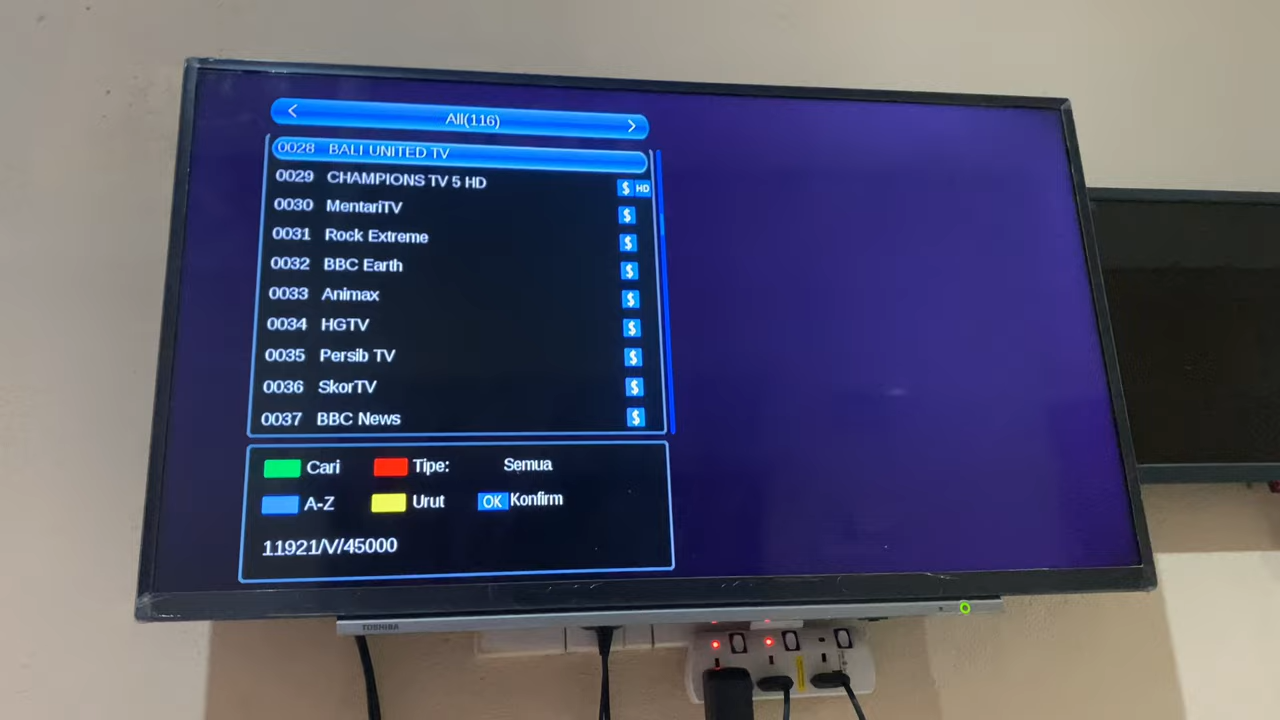 All(116)
0028 BALI UNITED TV
0029 CHAMPIONS TV 5 HD $ HD
0030 MentariTV $
0031 Rock Extreme $
0032 BBC Earth $
0033 Animax $
0034 HGTV $
0035 Persib TV $
0036 SkorTV $
0037 BBC News $
Cari Tipe: Semua
A-Z Urut OK Konfirm
11921/V/45000
TOSHIBA